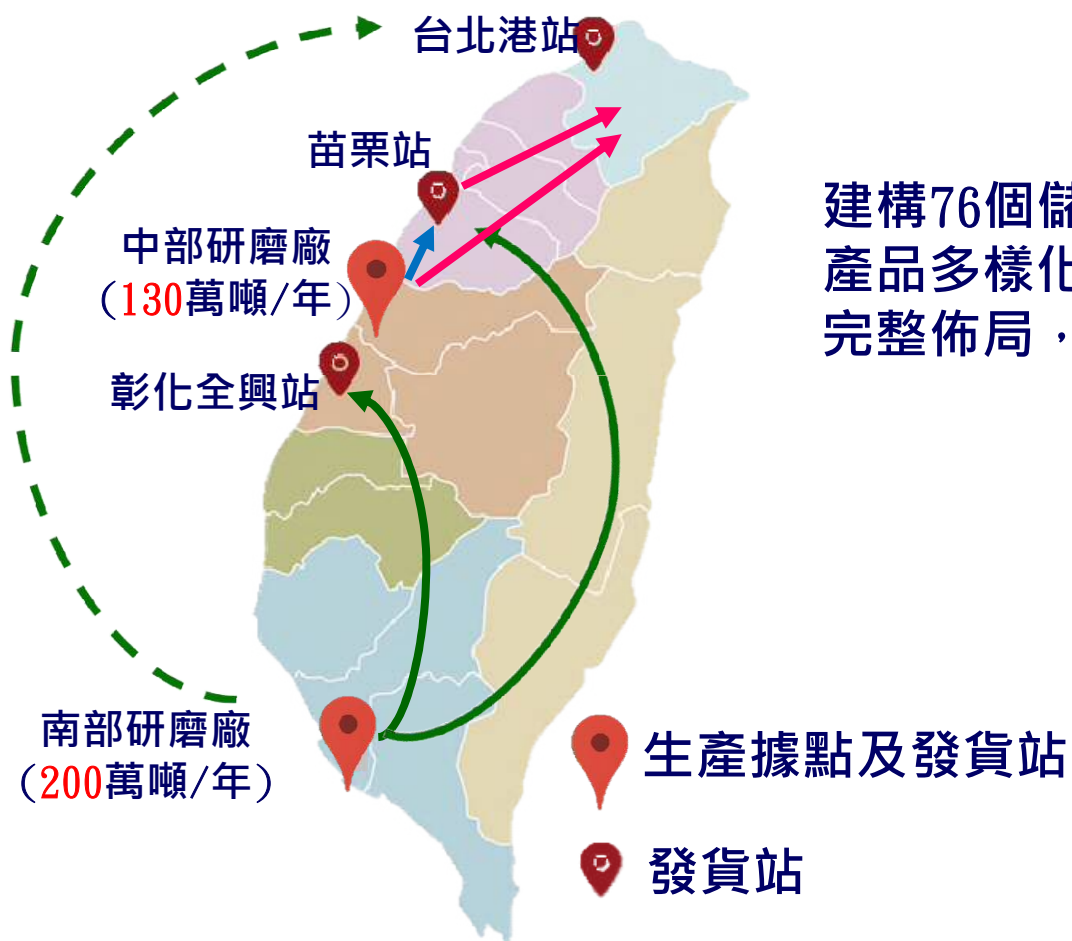 台北港站
苗栗站
中部研磨廠
(130萬噸/年)
彰化全興站
南部研磨廠
(200萬噸/年)
建構76個儲
產品多樣化
完整佈局，
生產據點及發貨站
發貨站